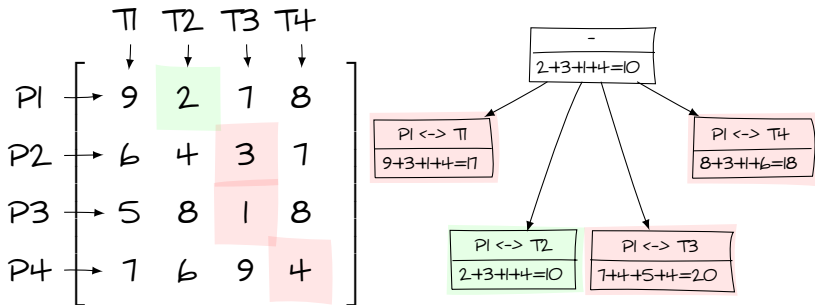 T1 T2 T3 T4
P1 9 2 7 8
P2 6 4 3 7
P3 5 8 1 8
P4 7 6 9 4
-
2+3+1+4=10
P1 <-> T1
9+3+1+4=17
P1 <-> T4
8+3+1+6=18
P1 <-> T2
2+3+1+4=10
P1 <-> T3
7+4+5+4=20